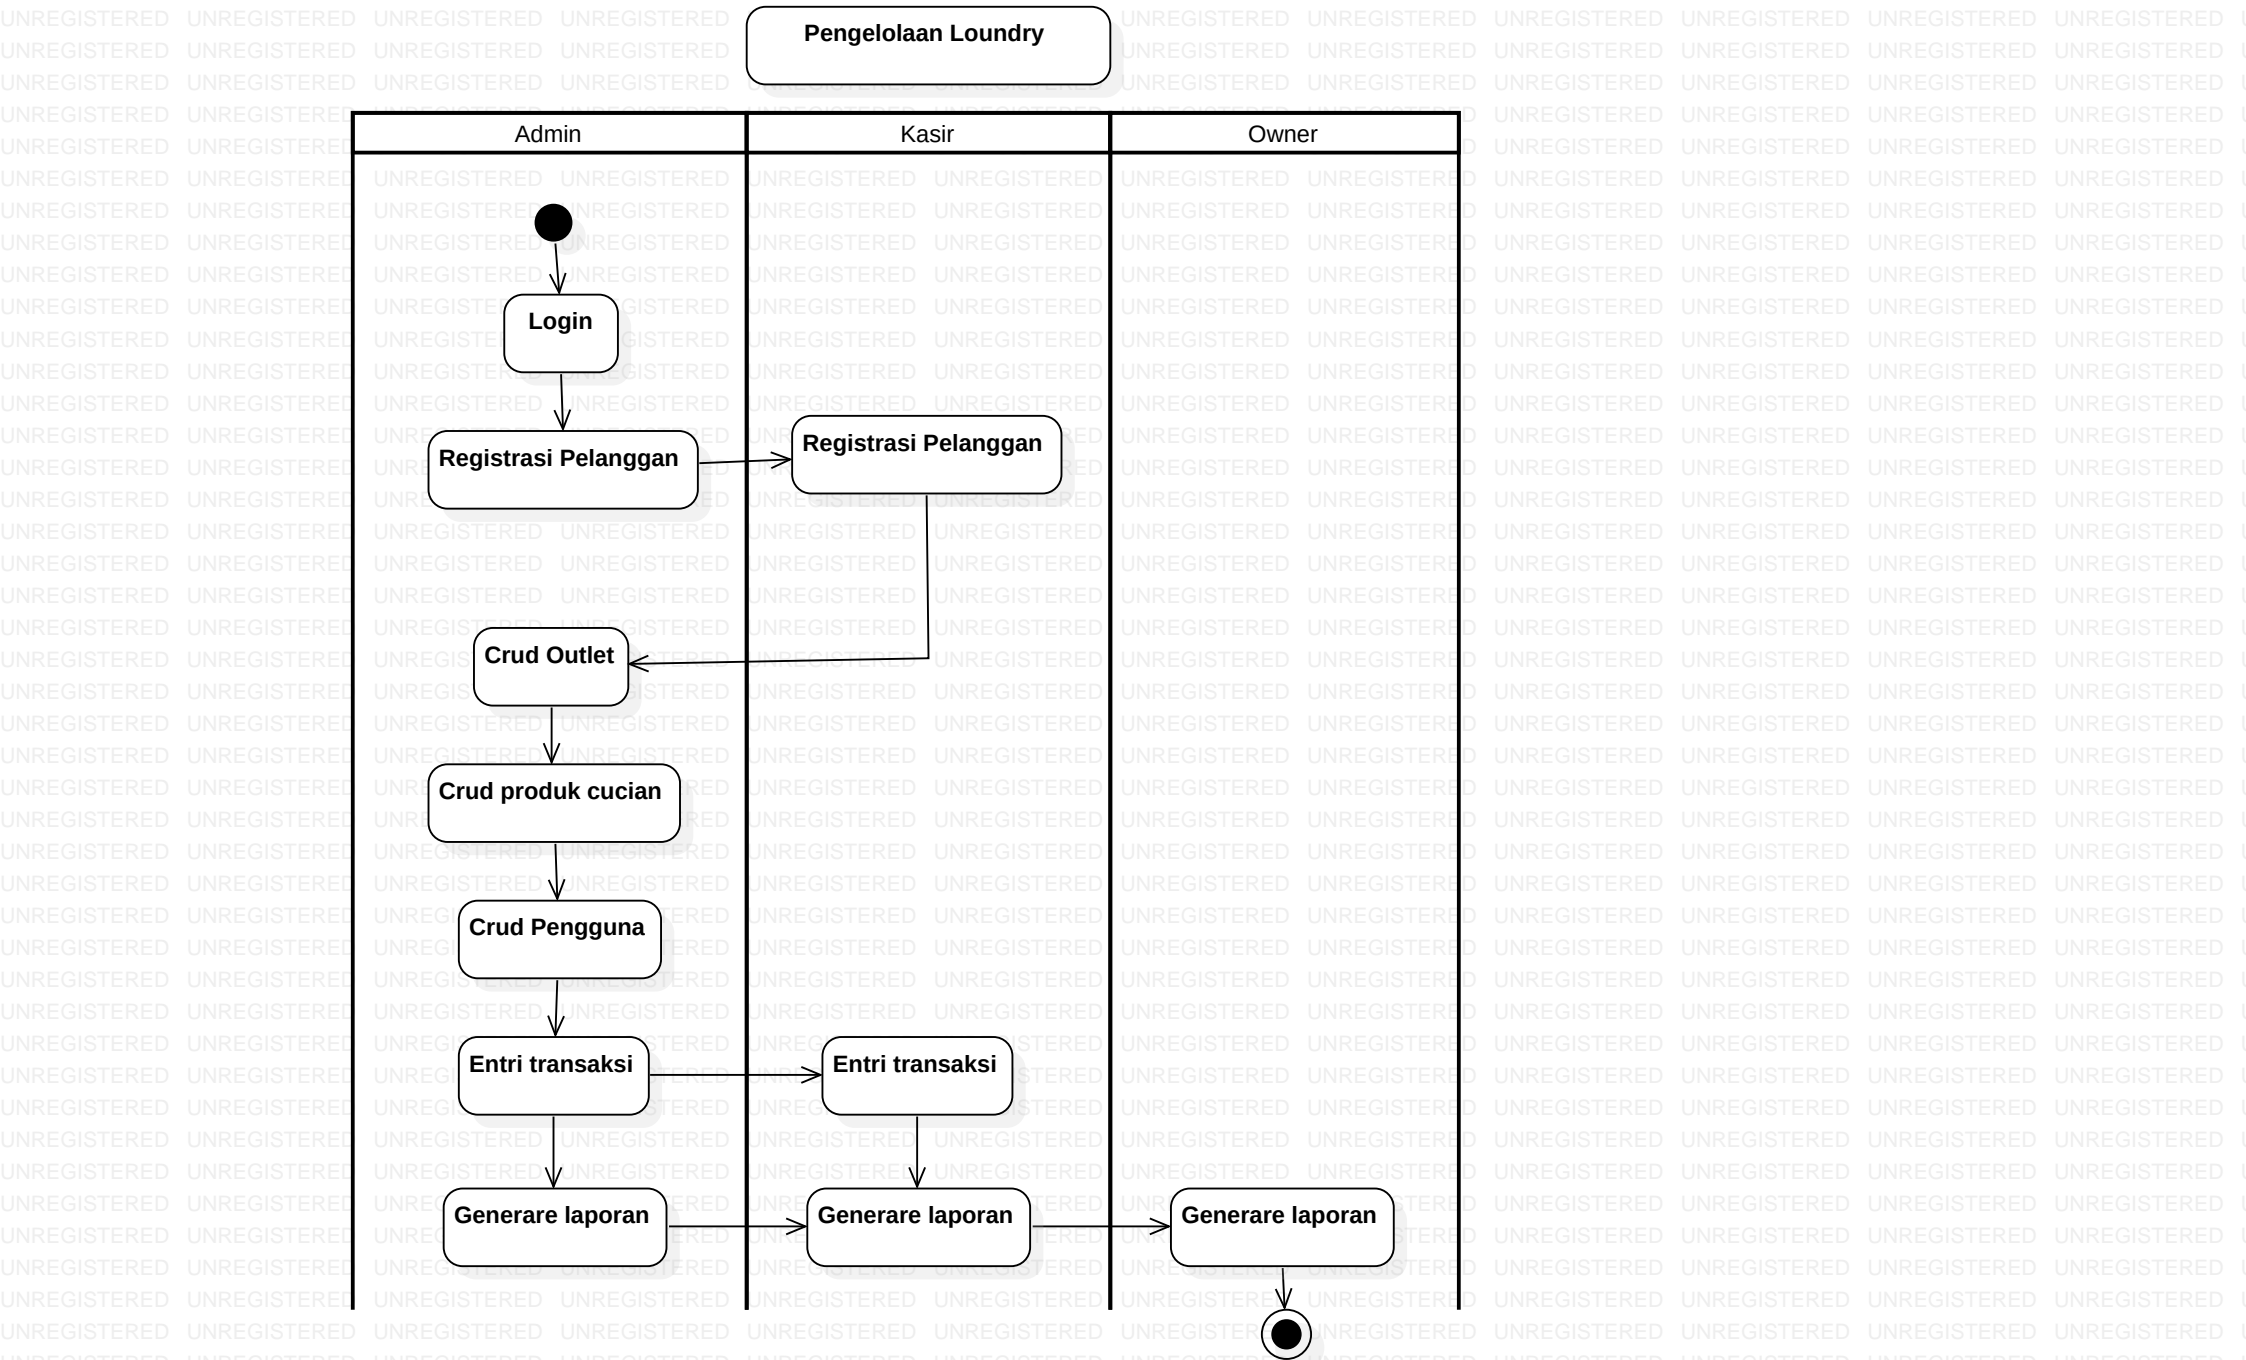 Pengelolaan Loundry
Admin
Kasir
Owner
Login
Registrasi Pelanggan
Registrasi Pelanggan
Crud Outlet
Crud produk cucian
Crud Pengguna
Entri transaksi
Entri transaksi
Generare laporan
Generare laporan
Generare laporan
UNREGISTERED